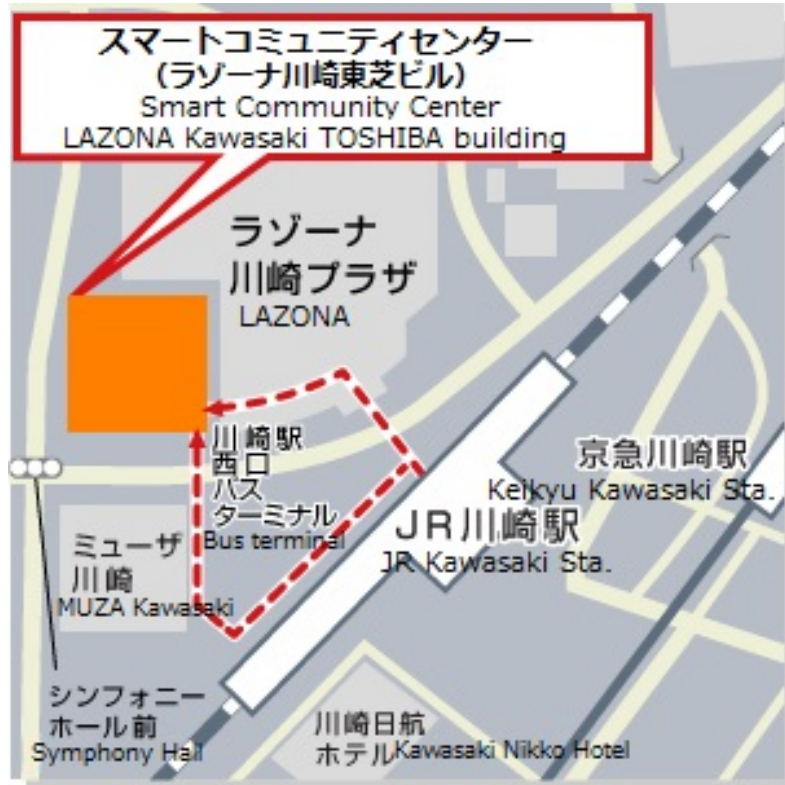 スマートコミュニティセンター
(ラゾーナ川崎東芝ビル)
Smart Community Center
LAZONA Kawasaki TOSHIBA building
ラゾーナ
川崎プラザ
LAZONA
川崎駅
西口
バス
ターミナル
Bus terminal
京急川崎駅
Keikyu Kawasaki Sta.
JR川崎駅
JR Kawasaki Sta.
ミューザ
川崎
MUZA Kawasaki
シンフォニー
ホール前
Symphony Hall
川崎日航
ホテル Kawasaki Nikko Hotel